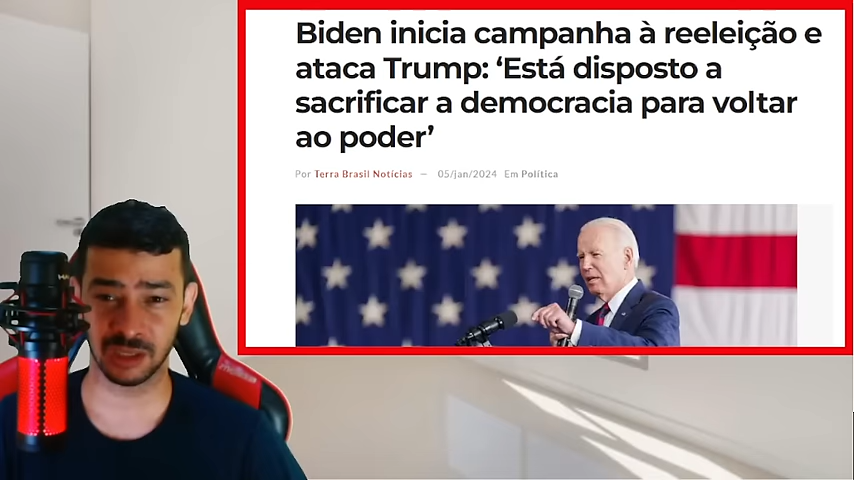 Biden inicia campanha à reeleição e
ataca Trump: ‘Está disposto a
sacrificar a democracia para voltar
ao poder’
Por Terra Brasil Notícias — 05/jan/2024 Em Política